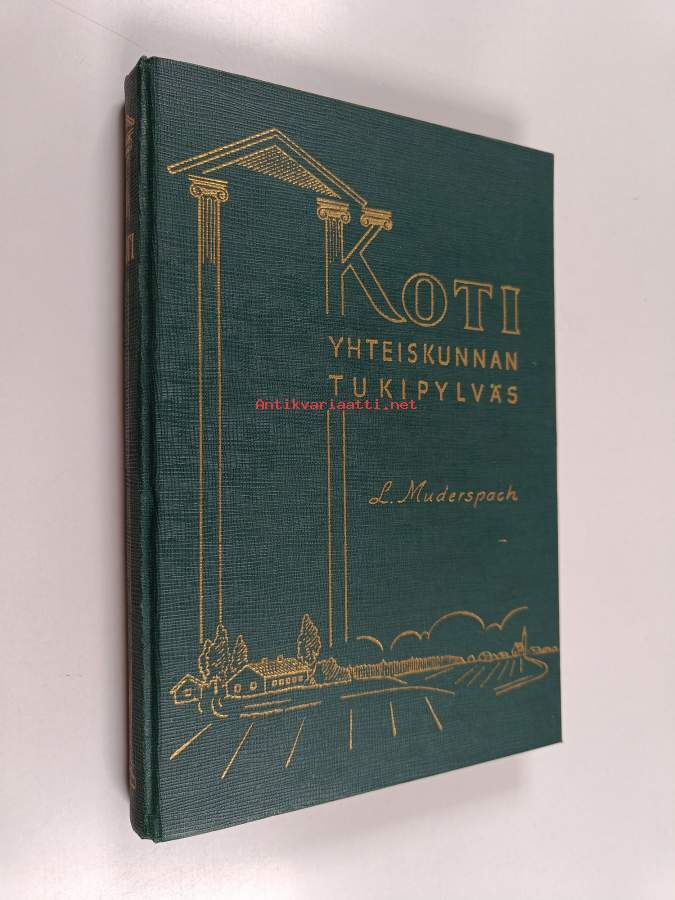 KOTI
YHTEISKUNNAN
TUKIPYLVÄS
Antikvariaatti.net
L. Muderspach